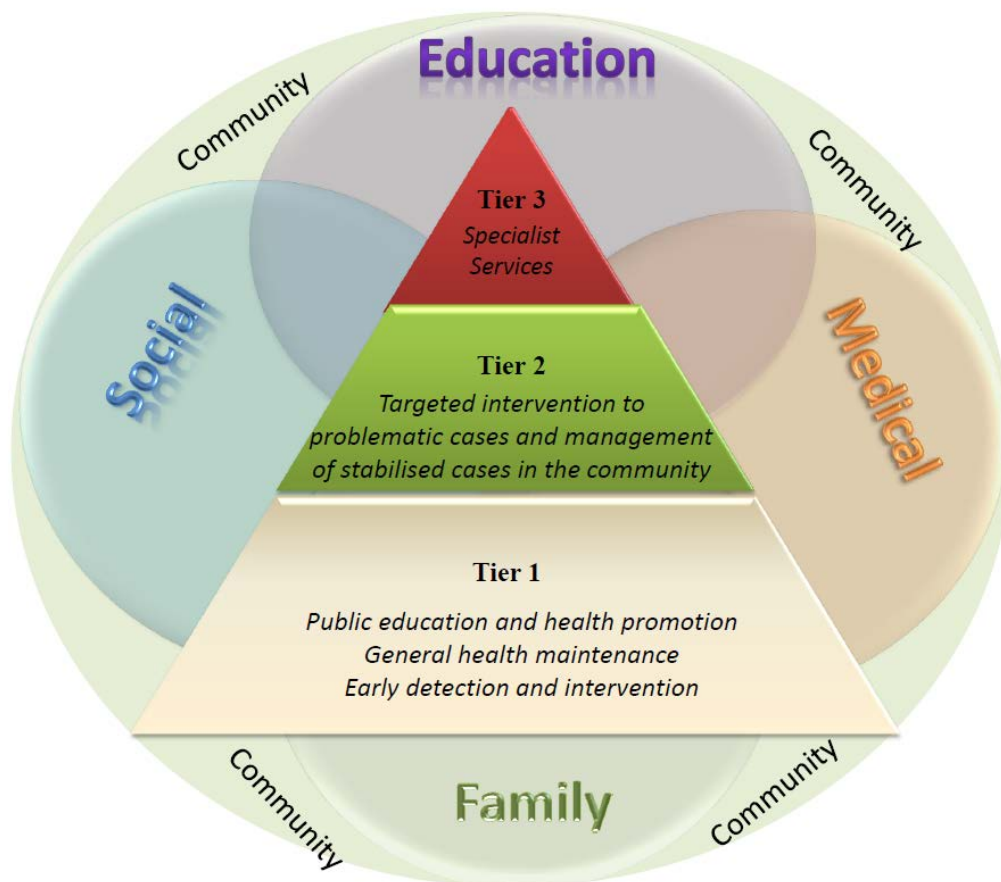 Education
Community
Community
Tier 3
Specialist
Services
Social
Medical
Tier 2
Targeted intervention to
problematic cases and management
of stabilised cases in the community
Tier 1
Public education and health promotion
General health maintenance
Early detection and intervention
Community
Family
Community